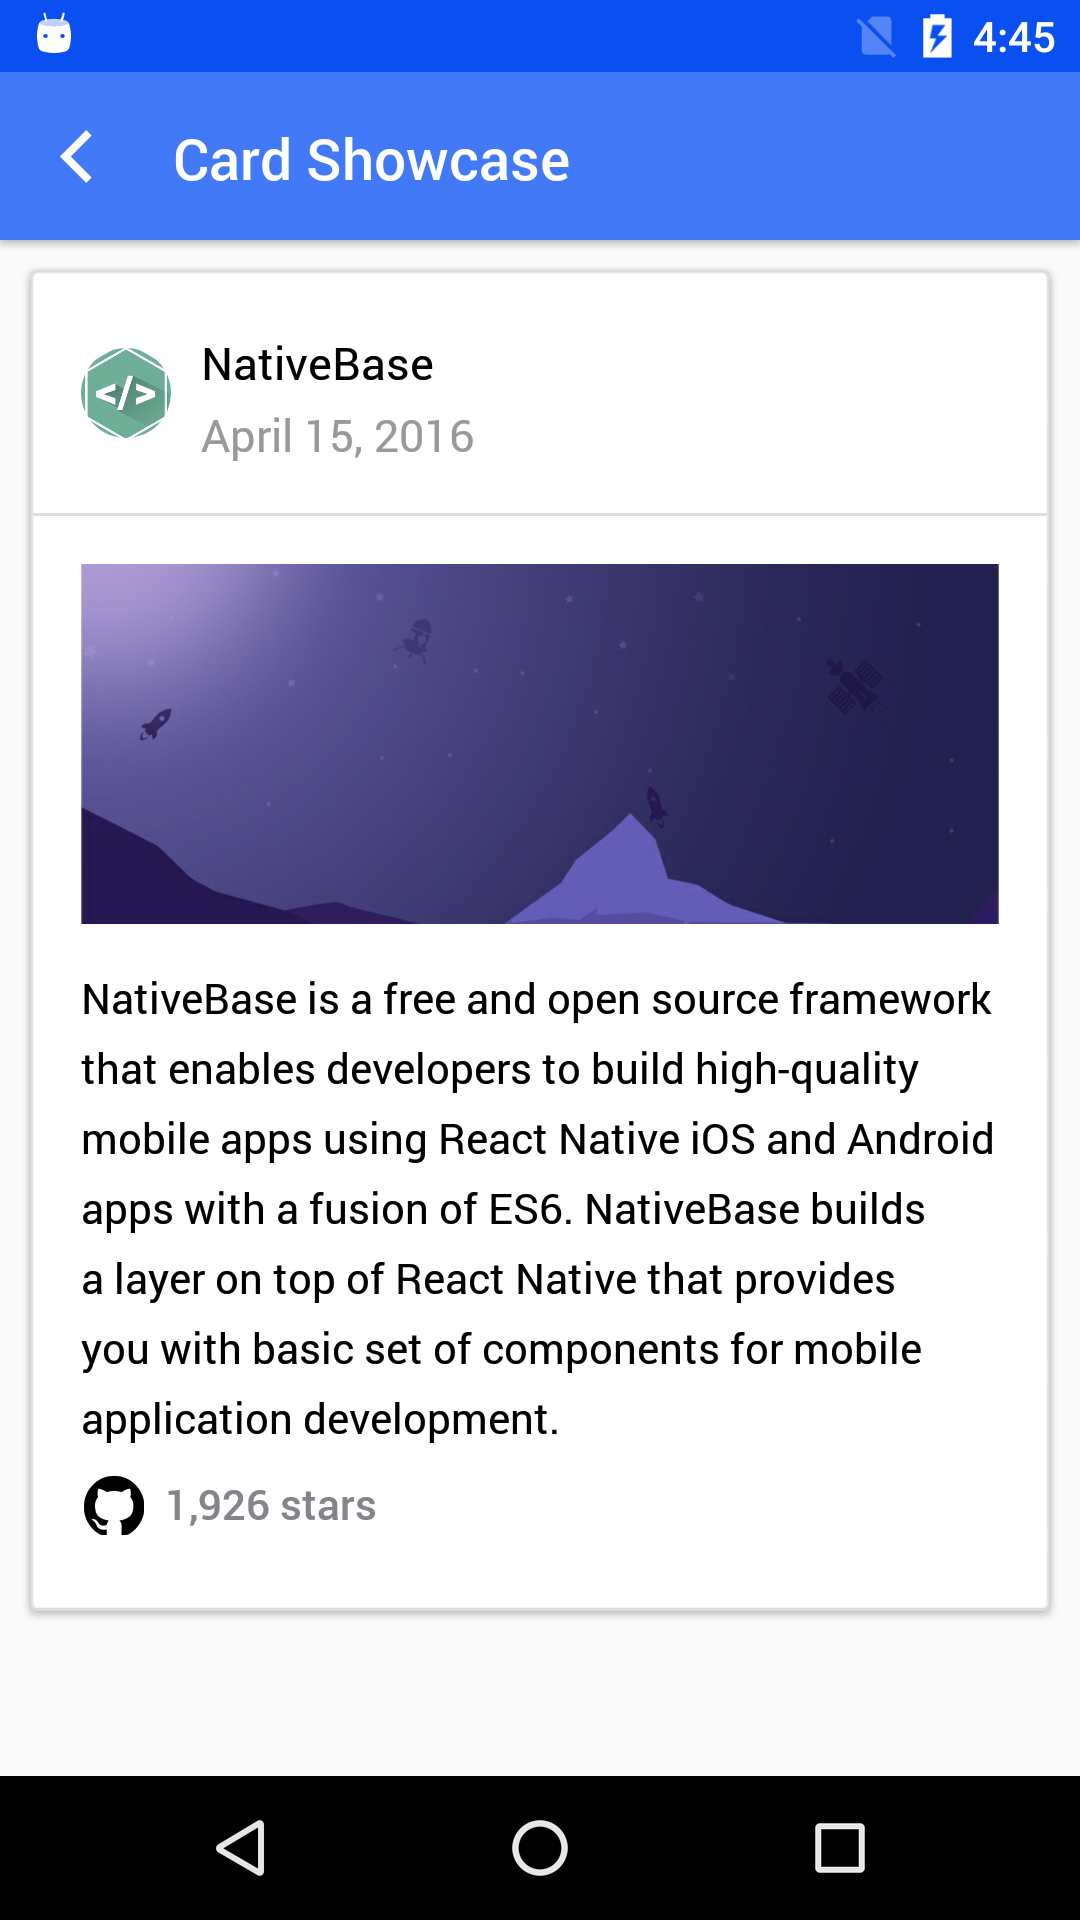 4:45
Card Showcase
</>
NativeBase
April 15, 2016
NativeBase is a free and open source framework
that enables developers to build high-quality
mobile apps using React Native iOS and Android
apps with a fusion of ES6. NativeBase builds
a layer on top of React Native that provides
you with basic set of components for mobile
application development.
1,926 stars